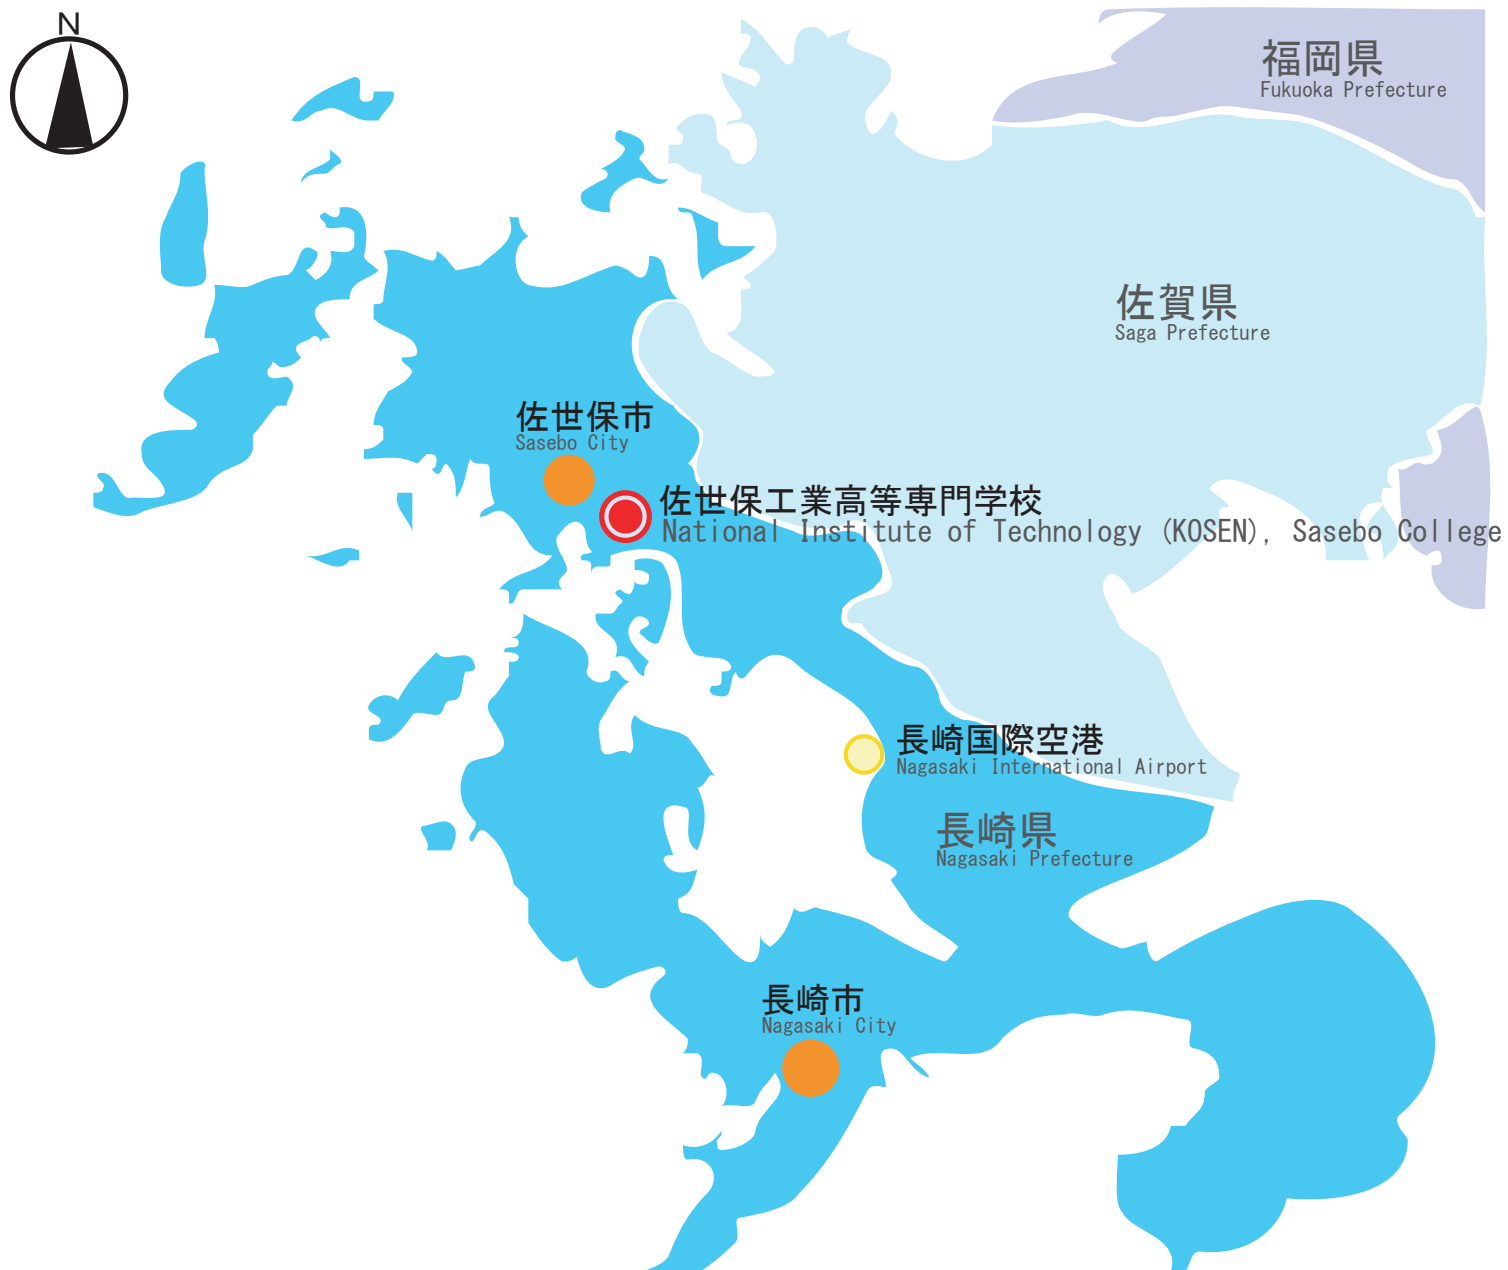 N
福岡県
Fukuoka Prefecture
佐賀県
Saga Prefecture
佐世保市
Sasebo City
佐世保工業高等専門学校
National Institute of Technology (KOSEN), Sasebo College
長崎国際空港
Nagasaki International Airport
長崎県
Nagasaki Prefecture
長崎市
Nagasaki City